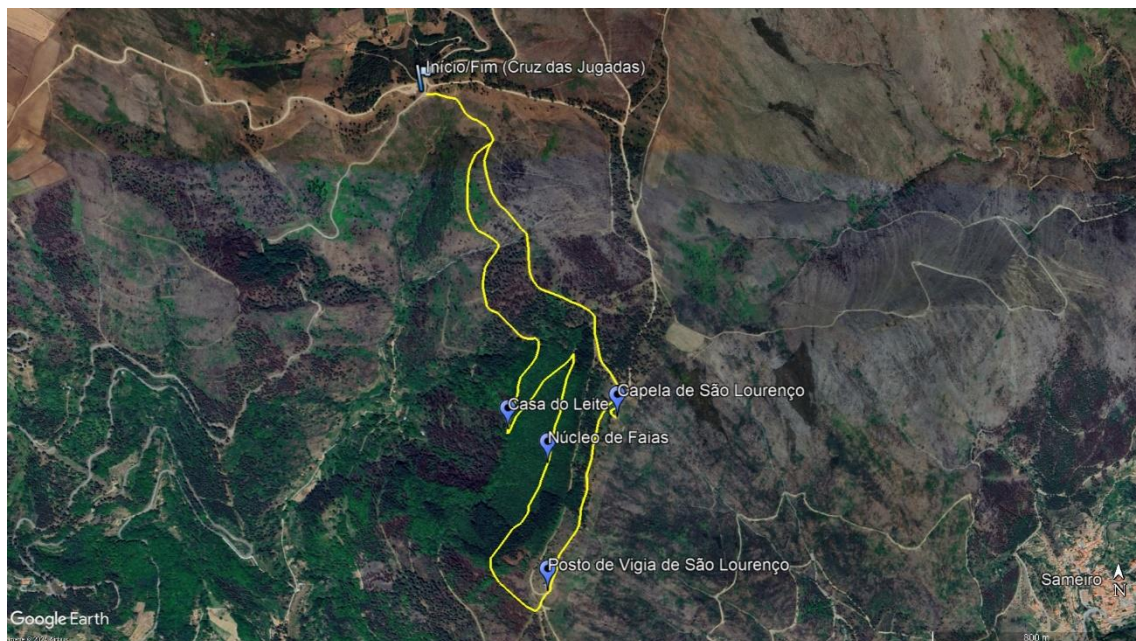 Início/Fim (Cruz das Jugadas)
Capela de São Lourenço
Casa do Leite
Núcleo de Faias
Posto de Vigia de São Lourenço
Sameiro
N
Google Earth
800 m